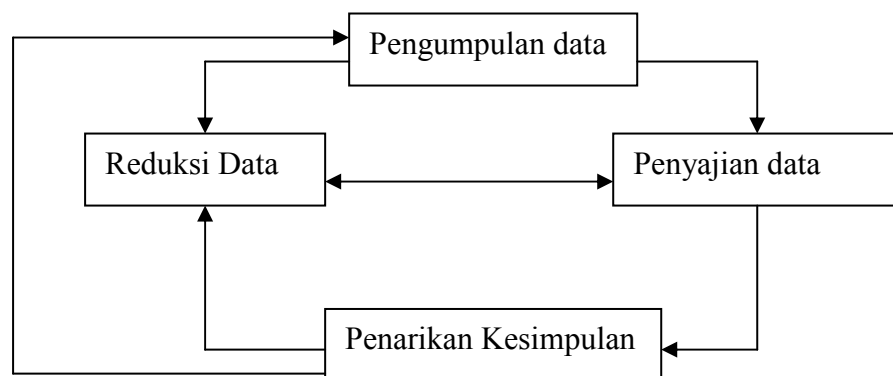 Pengumpulan data
Reduksi Data
Penyajian data
Penarikan Kesimpulan